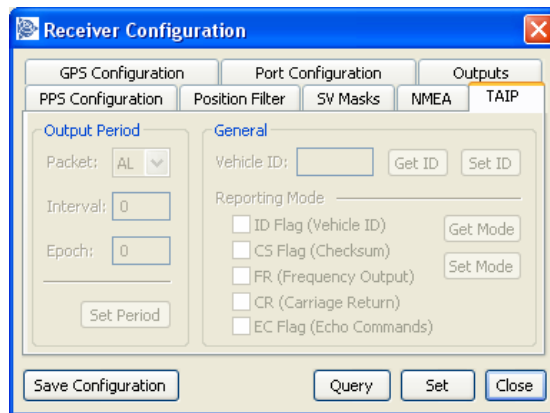 Receiver Configuration
GPS Configuration
Port Configuration
Outputs
PPS Configuration
Position Filter
SV Masks
NMEA
TAIP
Output Period
Packet: AL
Interval: 0
Epoch: 0
Set Period
General
Vehicle ID:
Get ID
Set ID
Reporting Mode
ID Flag (Vehicle ID)
CS Flag (Checksum)
FR (Frequency Output)
CR (Carriage Return)
EC Flag (Echo Commands)
Get Mode
Set Mode
Save Configuration
Query
Set
Close